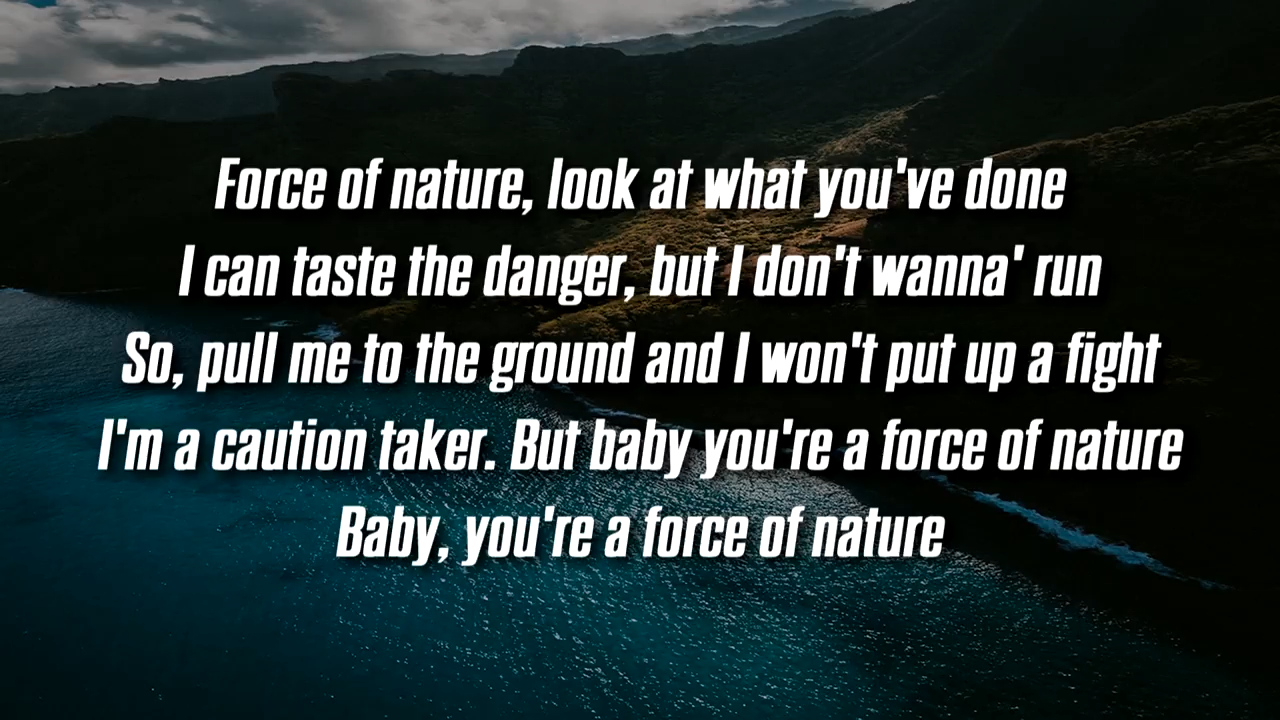 Force of nature, look at what you've done
I can taste the danger, but I don't wanna' run
So, pull me to the ground and I won't put up a fight
I'm a caution taker. But baby you're a force of nature
Baby, you're a force of nature